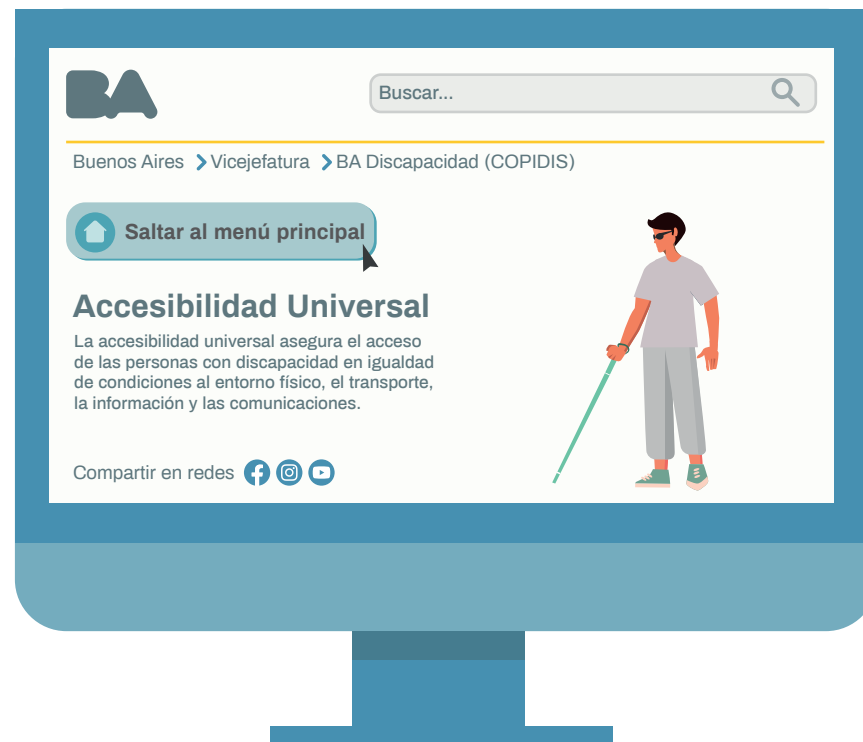 BA
Buscar...
Buenos Aires Vicejefatura BA Discapacidad (COPIDIS)
Saltar al menú principal
Accesibilidad Universal
La accesibilidad universal asegura el acceso
de las personas con discapacidad en igualdad
de condiciones al entorno físico, el transporte,
la información y las comunicaciones.
Compartir en redes